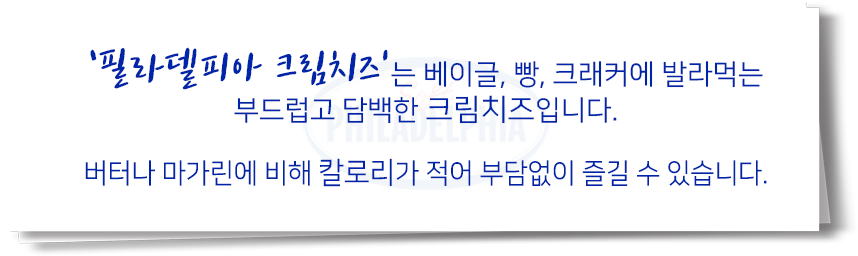 '필라델피아 크림치즈'는 베이글, 빵, 크래커에 발라먹는
부드럽고 담백한 크림치즈입니다.
PHILADELPHIA
버터나 마가린에 비해 칼로리가 적어 부담없이 즐길 수 있습니다.